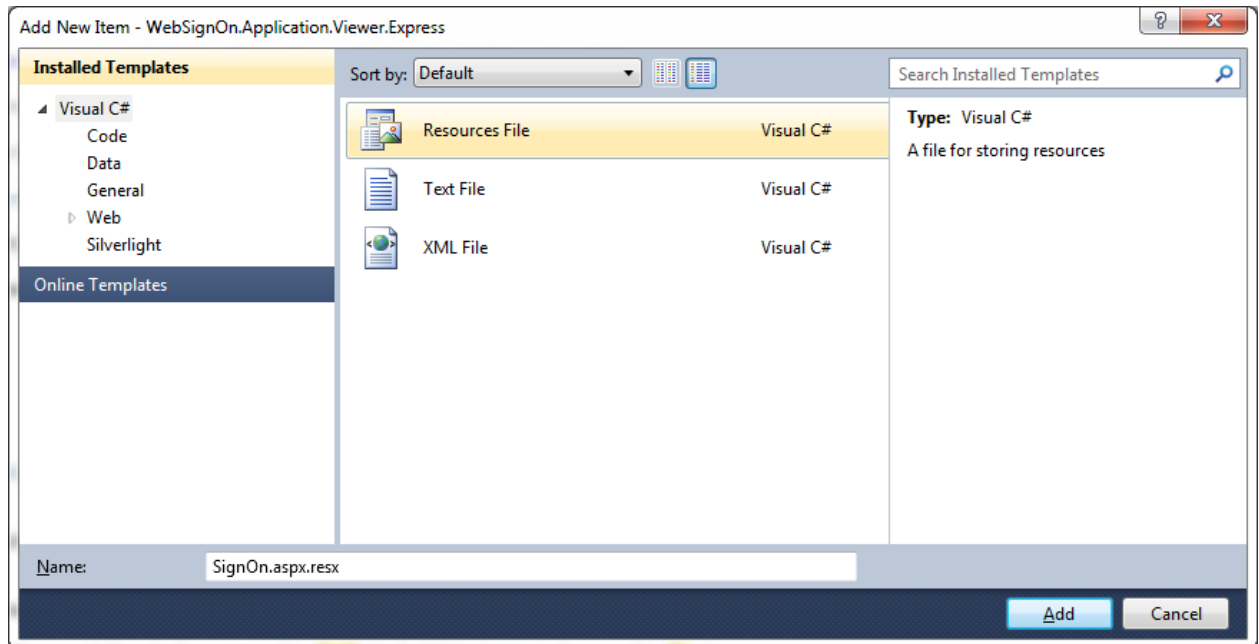 Add New Item - WebSignOn.Application.Viewer.Express
?
Installed Templates
Visual C#
Code
Data
General
Web
Silverlight
Online Templates
Sort by: Default
Search Installed Templates
Resources File Visual C#
Text File Visual C#
XML File Visual C#
Type: Visual C#
A file for storing resources
Name: SignOn.aspx.resx
Add Cancel